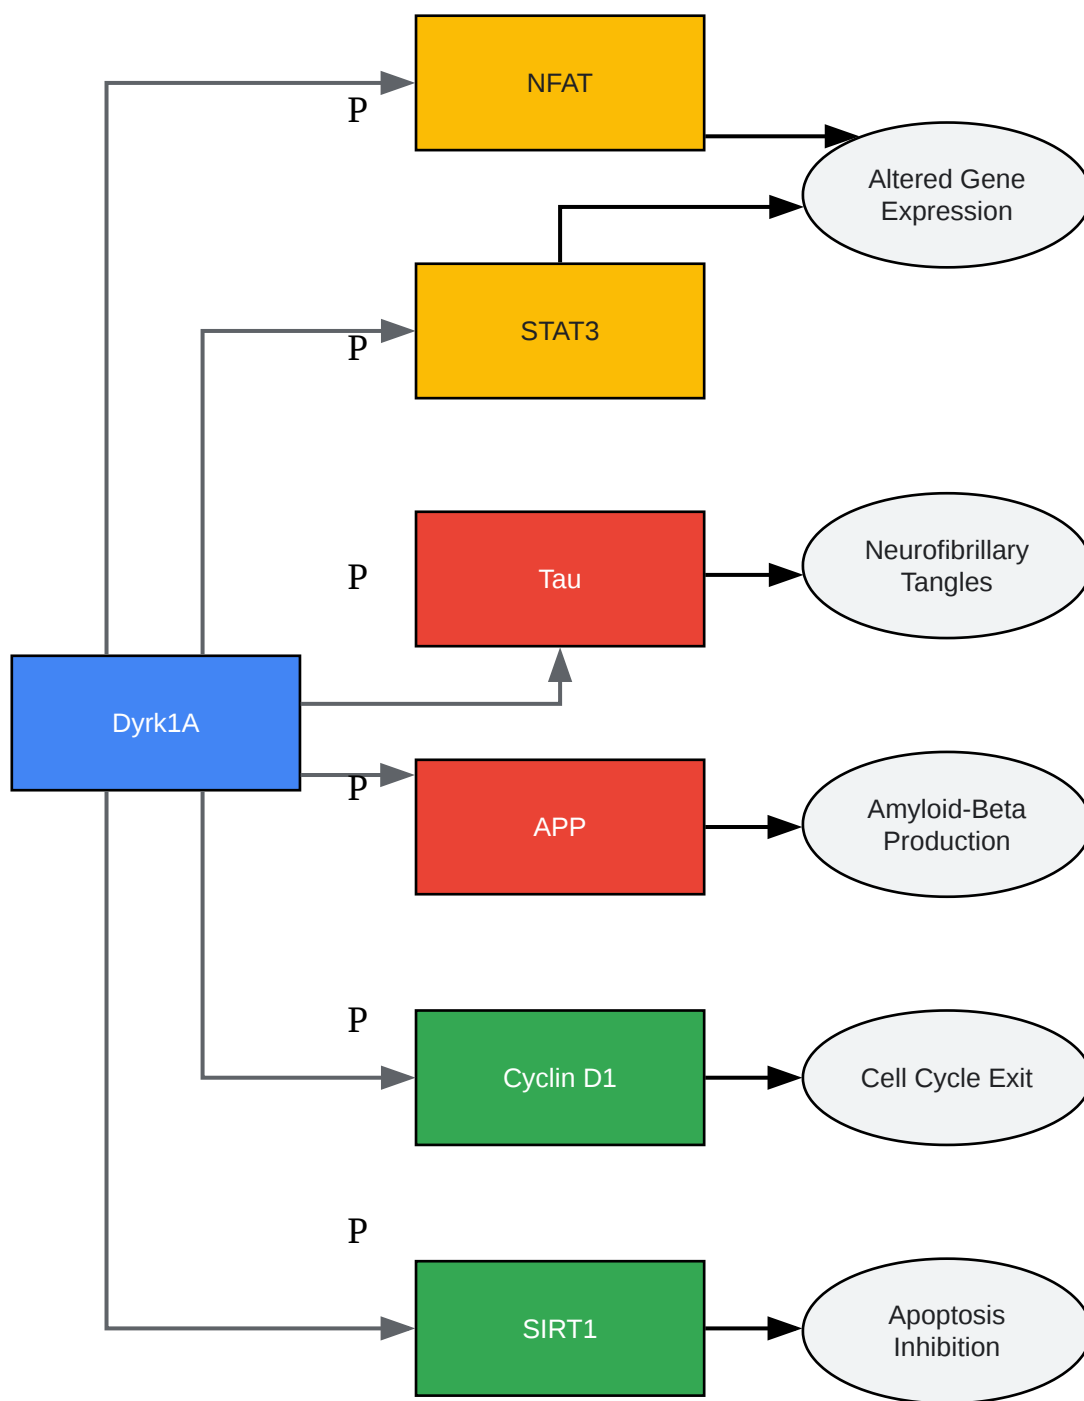 NFAT
P
Altered Gene
Expression
STAT3
P
Neurofibrillary
Tangles
Tau
P
Dyrk1A
P
APP
Amyloid-Beta
Production
P
Cyclin D1
Cell Cycle Exit
P
SIRT1
Apoptosis
Inhibition